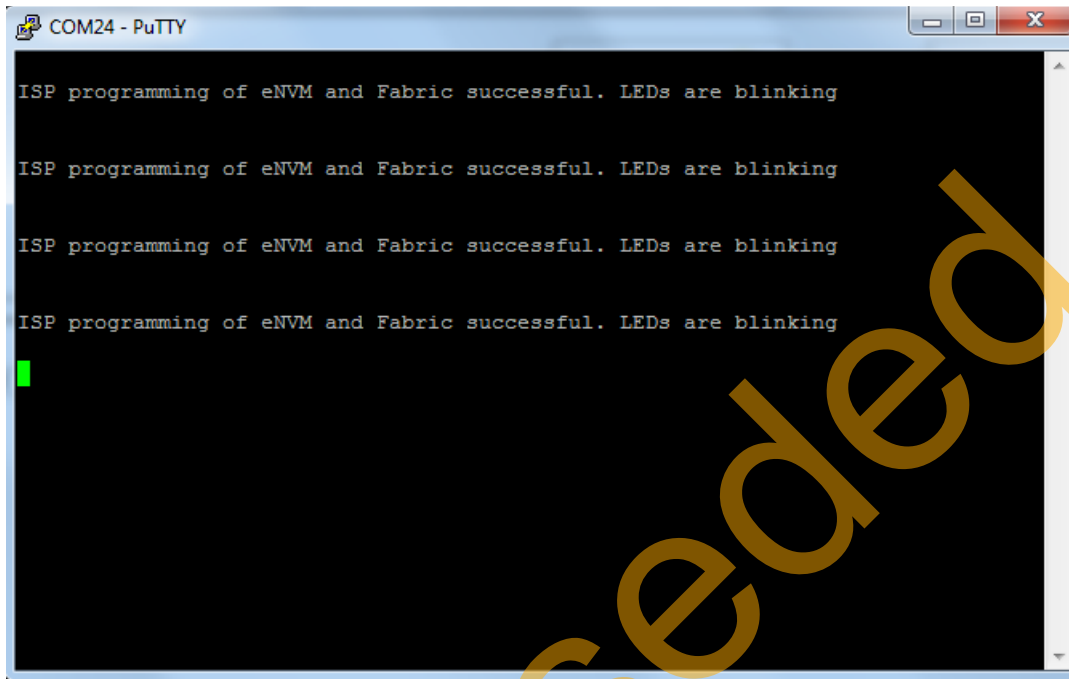 COM24 - PuTTY
ISP programming of eNVM and Fabric successful. LEDs are blinking
ISP programming of eNVM and Fabric successful. LEDs are blinking
ISP programming of eNVM and Fabric successful. LEDs are blinking
ISP programming of eNVM and Fabric successful. LEDs are blinking